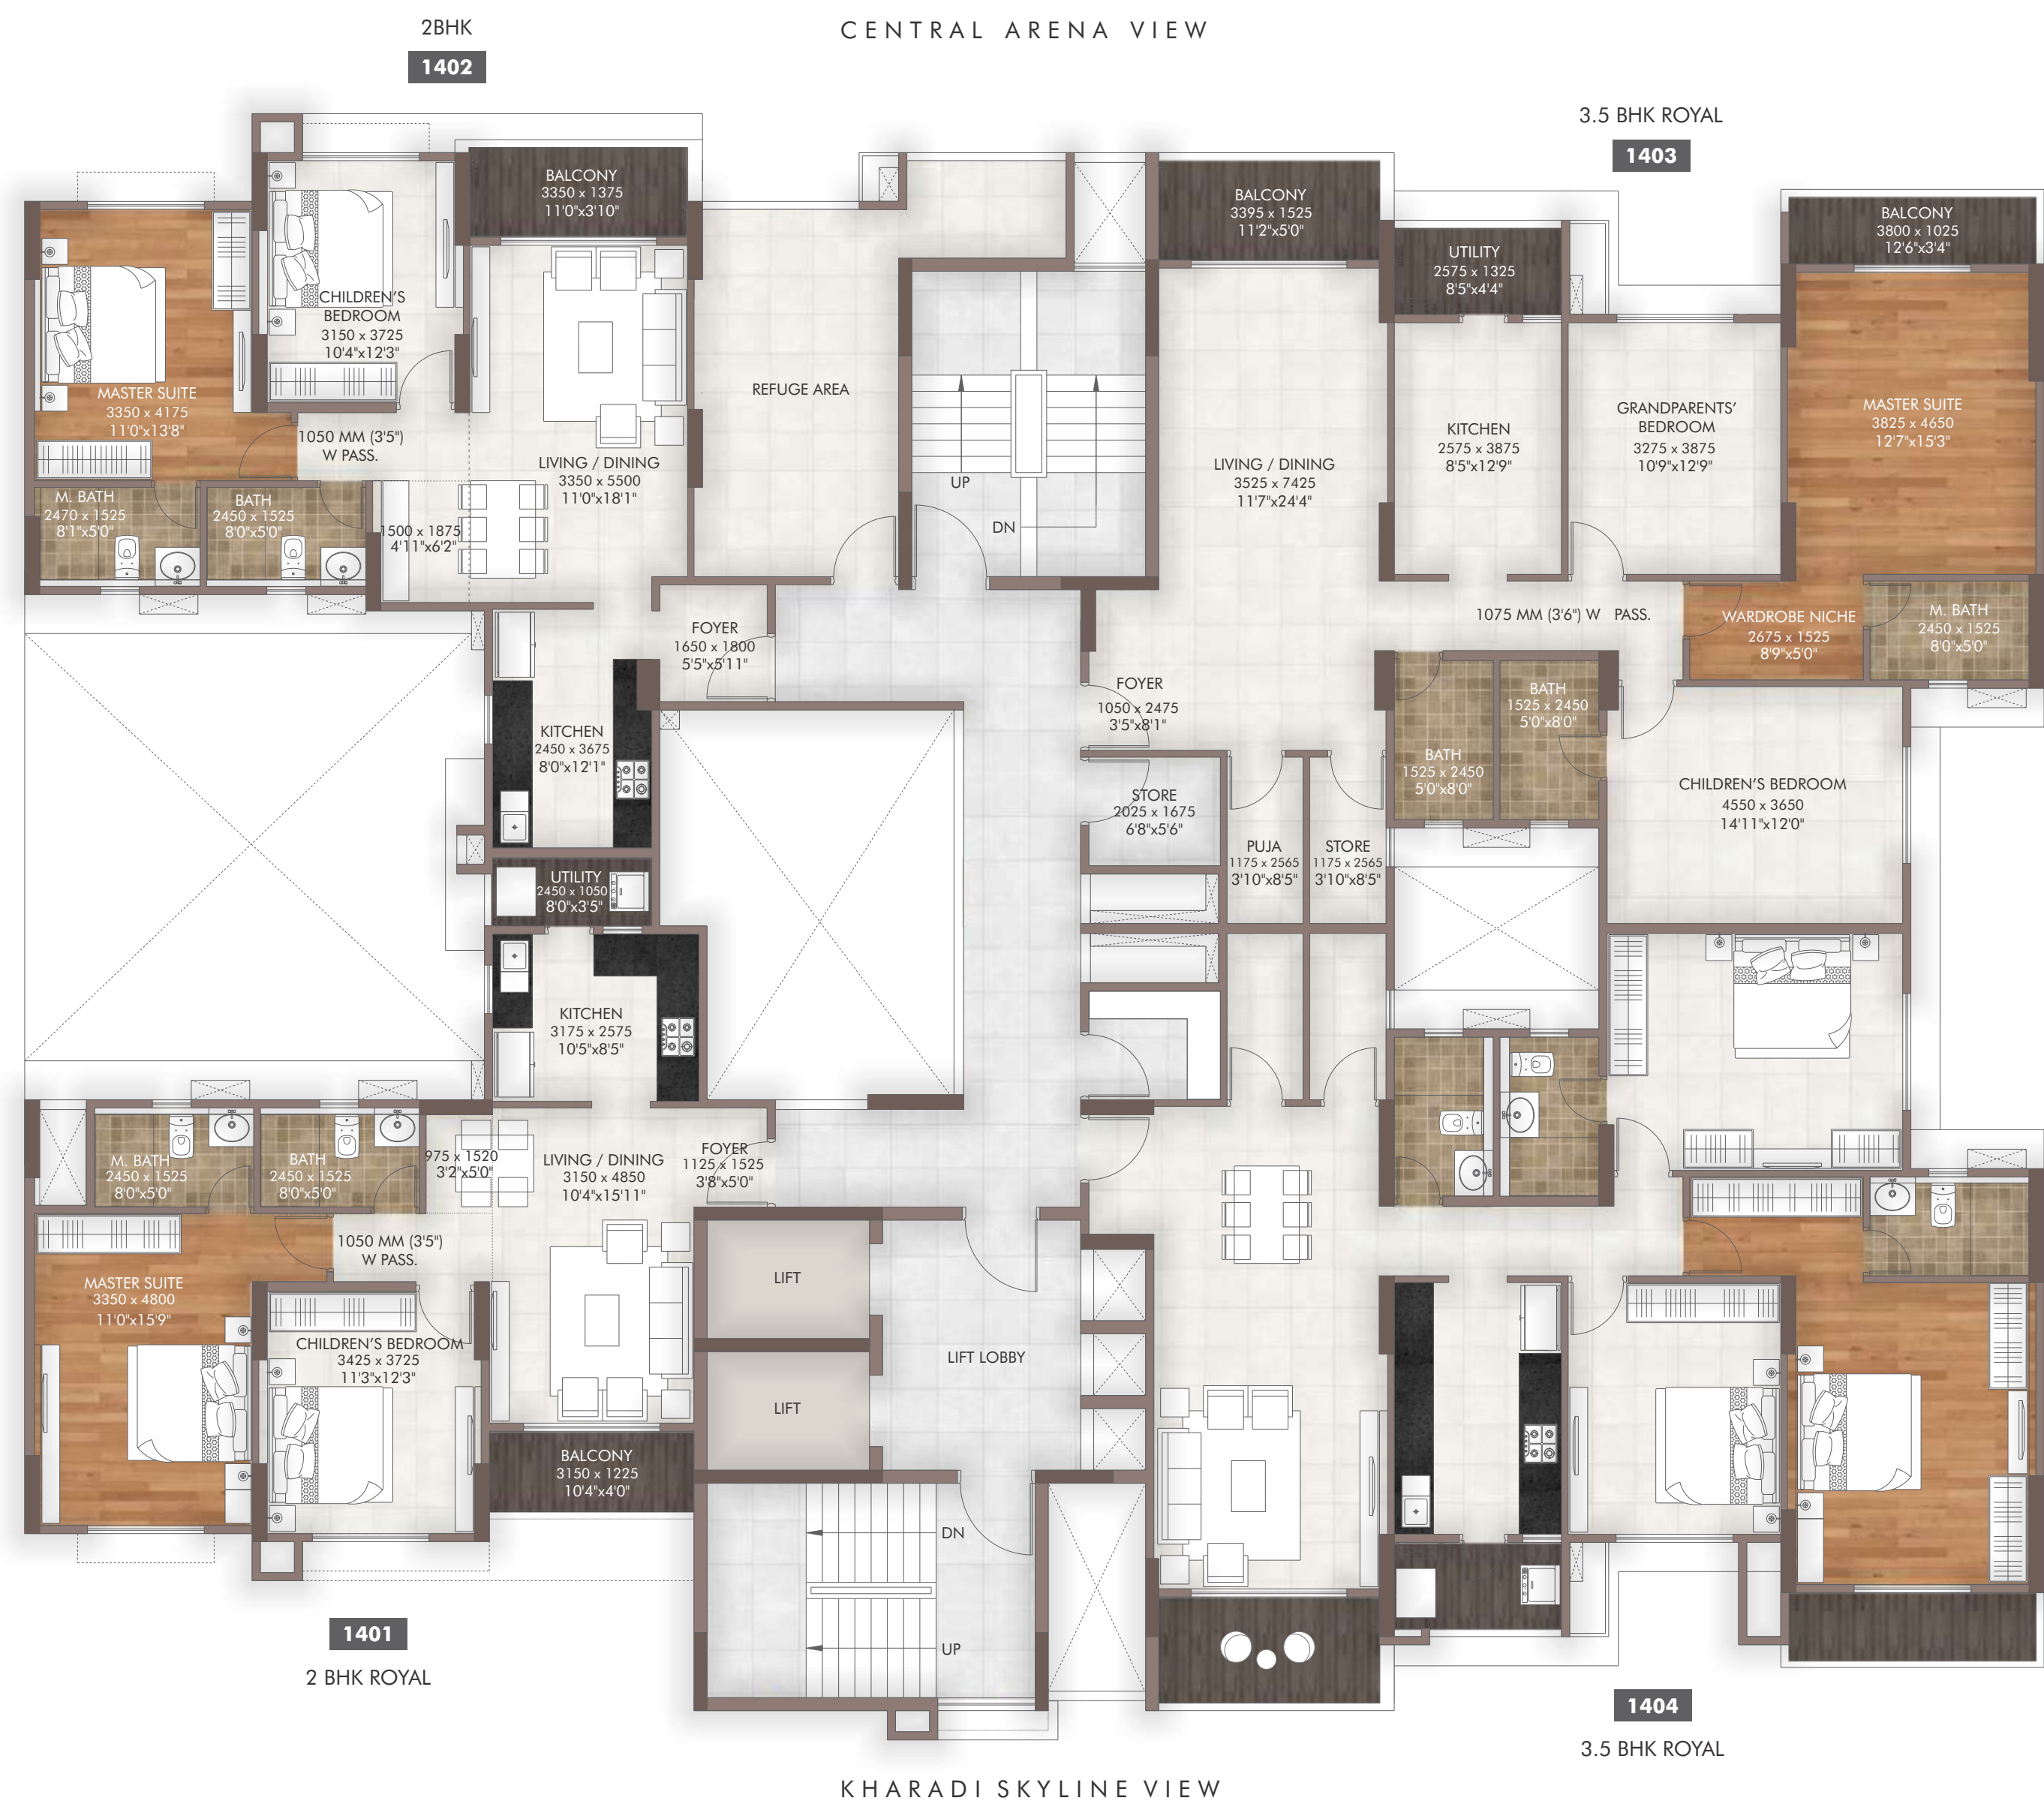 2BHK
1402
CENTRAL ARENA VIEW
3.5 BHK ROYAL
1403
BALCONY
3350 x 1375
11'0"x3'10"
CHILDREN'S
BEDROOM
3150 x 3725
10'4"x12'3"
MASTER SUITE
3350 x 4175
11'0"x13'8"
1050 MM (3'5")
W PASS.
LIVING / DINING
3350 x 5500
11'0"x18'1"
M. BATH
2470 x 1525
8'1"x5'0"
BATH
2450 x 1525
8'0"x5'0"
1500 x 1875
4'11"x6'2"
FOYER
1650 x 1800
5'5"x5'11"
KITCHEN
2450 x 3675
8'0"x12'1"
UTILITY
2450 x 1050
8'0"x3'5"
REFUGE AREA
UP
DN
BALCONY
3395 x 1525
11'2"x5'0"
UTILITY
2575 x 1325
8'5"x4'4"
BALCONY
3800 x 1025
12'6"x3'4"
LIVING / DINING
3525 x 7425
11'7"x24'4"
KITCHEN
2575 x 3875
8'5"x12'9"
GRANDPARENTS'
BEDROOM
3275 x 3875
10'9"x12'9"
MASTER SUITE
3825 x 4650
12'7"x15'3"
1075 MM (3'6") W PASS.
WARDROBE NICHE
2675 x 1525
8'9"x5'0"
M. BATH
2450 x 1525
8'0"x5'0"
FOYER
1050 x 2475
3'5"x8'1"
BATH
1525 x 2450
5'0"x8'0"
BATH
1525 x 2450
5'0"x8'0"
STORE
2025 x 1675
6'8"x5'6"
PUJA
1175 x 2565
3'10"x8'5"
STORE
1175 x 2565
3'10"x8'5"
CHILDREN'S BEDROOM
4550 x 3650
14'11"x12'0"
KITCHEN
3175 x 2575
10'5"x8'5"
M. BATH
2450 x 1525
8'0"x5'0"
BATH
2450 x 1525
8'0"x5'0"
975 x 1520
3'2"x5'0"
LIVING / DINING
3150 x 4850
10'4"x15'11"
FOYER
1125 x 1525
3'8"x5'0"
1050 MM (3'5")
W PASS.
MASTER SUITE
3350 x 4800
11'0"x15'9"
CHILDREN'S BEDROOM
3425 x 3725
11'3"x12'3"
BALCONY
3150 x 1225
10'4"x4'0"
LIFT
LIFT
LIFT LOBBY
DN
UP
1401
2 BHK ROYAL
1404
3.5 BHK ROYAL
KHARADI SKYLINE VIEW